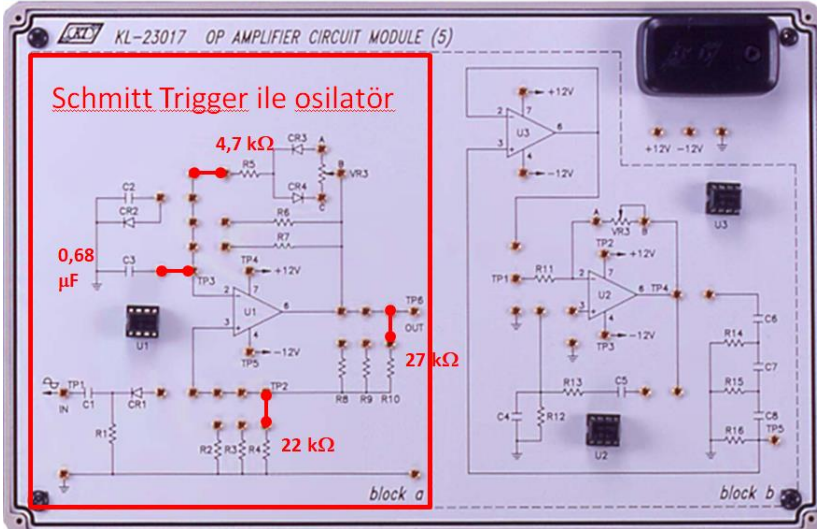 KL KL-23017 OP AMPLIFIER CIRCUIT MODULE (5)
Schmitt Trigger ile osilatör
4,7 kΩ
CR3 A
R5
B
VR3
CR4
C
C2
CR2
R6
R7
0,68
µF
C3
TP3
TP4
+12V
2
7
6
U1
3
4
-12V
TP5
TP6
OUT
U1
27 kΩ
TP1
IN
C1
CR1
TP2
R8 R9 R10
R1
R2 R3 R4
22 kΩ
block a
+12V
2
7
U3
6
3
4
-12V
+12V -12V
U3
A
B
VR3
TP2
+12V
TP1
R11
2
7
U2
6
TP4
3
4
-12V
TP3
C6
R14
C7
R13
C5
R15
C4
R12
C8
R16
TP5
U2
block b